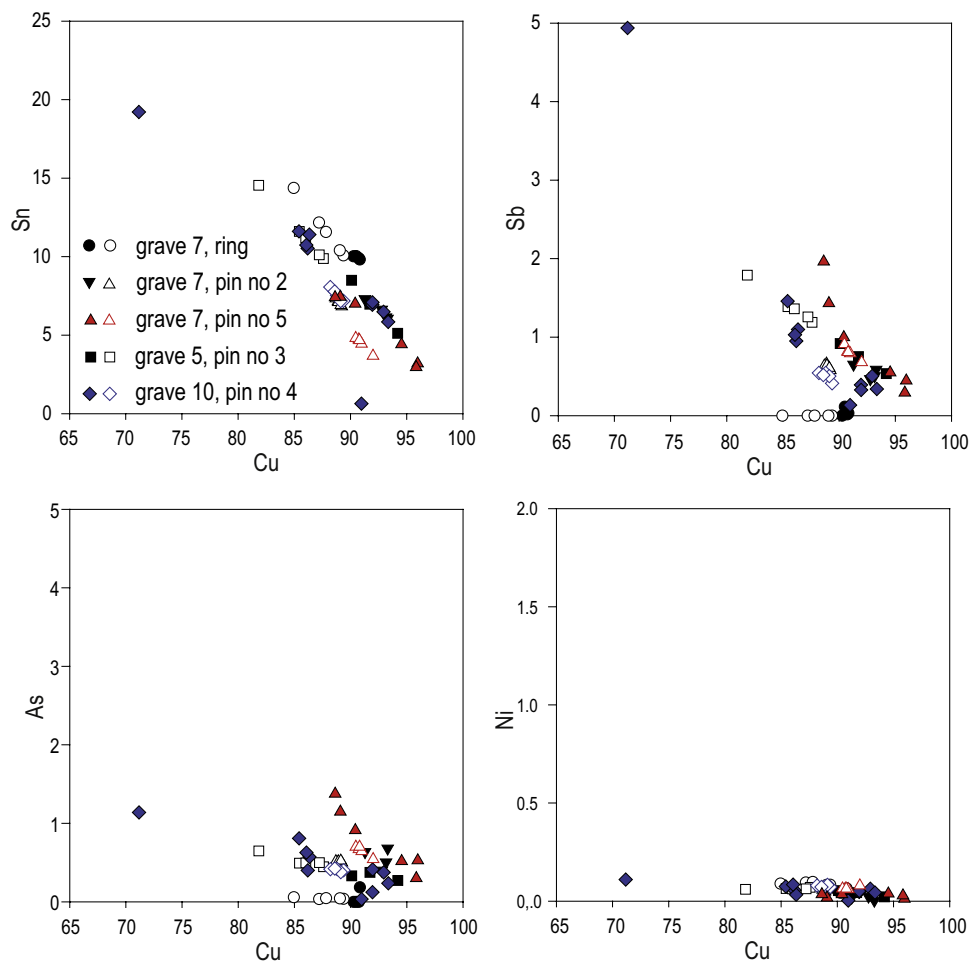 25
20
15
10
5
0
Sn
65 70 75 80 85 90 95 100
Cu
grave 7, ring
grave 7, pin no 2
grave 7, pin no 5
grave 5, pin no 3
grave 10, pin no 4
5
4
3
2
1
0
Sb
65 70 75 80 85 90 95 100
Cu
5
4
3
2
1
0
As
65 70 75 80 85 90 95 100
Cu
2.0
1.5
1.0
0.5
0,.0
Ni
65 70 75 80 85 90 95 100
Cu